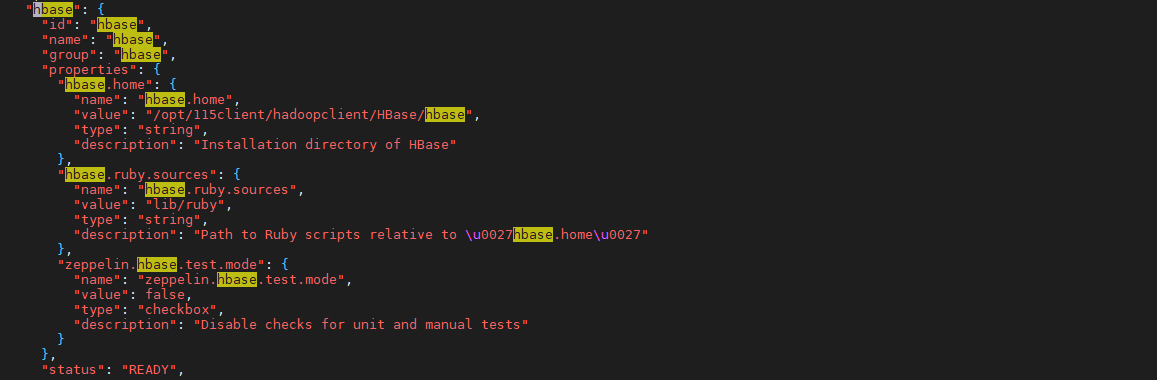 "hbase": {
"id": "hbase",
"name": "hbase",
"group": "hbase",
"properties": {
"hbase.home": {
"name": "hbase.home",
"value": "/opt/115client/hadoopclient/HBase/hbase",
"type": "string",
"description": "Installation directory of HBase"
},
"hbase.ruby.sources": {
"name": "hbase.ruby.sources",
"value": "lib/ruby",
"type": "string",
"description": "Path to Ruby scripts relative to \u0027hbase.home\u0027"
},
"zeppelin.hbase.test.mode": {
"name": "zeppelin.hbase.test.mode",
"value": false,
"type": "checkbox",
"description": "Disable checks for unit and manual tests"
}
},
"status": "READY",